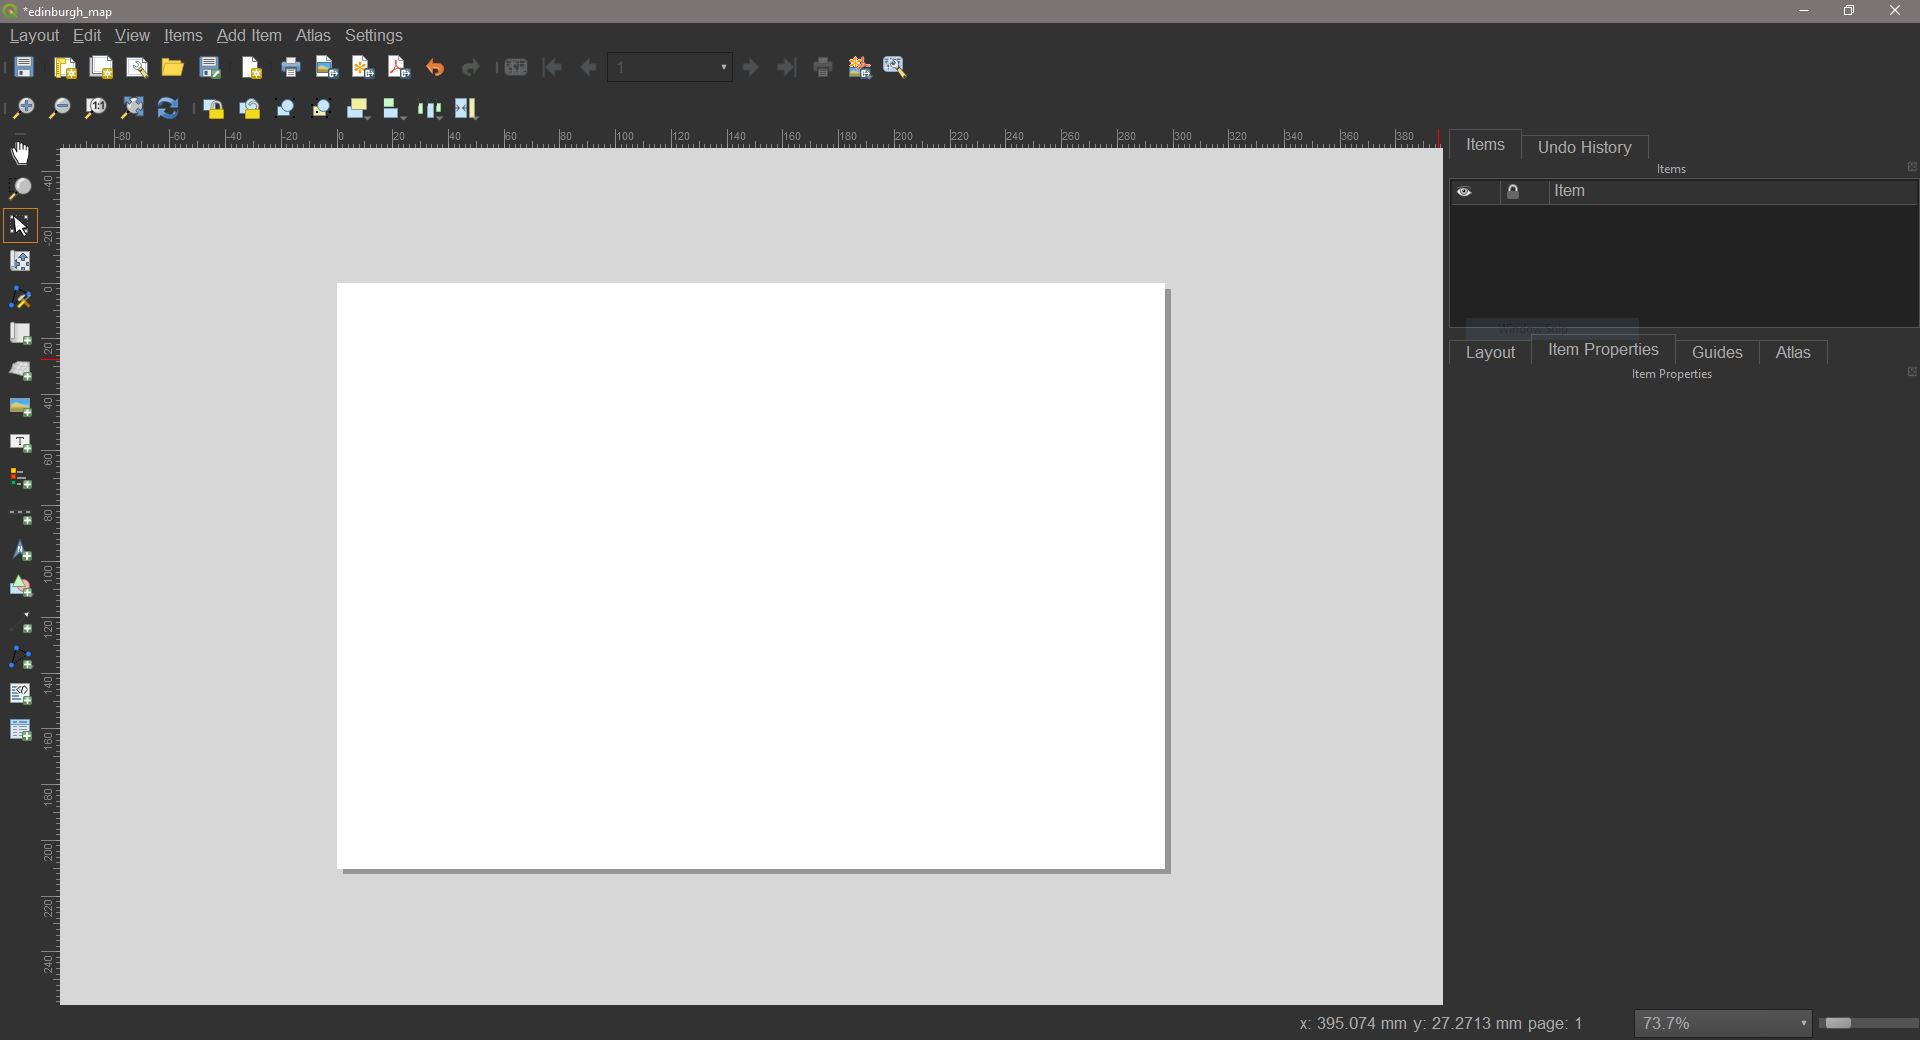 *edinburgh_map
Layout Edit View Items Add Item Atlas Settings
1
-80 -60 -40 -20 0 20 40 60 80 100 120 140 160 180 200 220 240 260 280 300 320 340 360 380
Items Undo History
Items
Item
Window Snip
Layout Item Properties Guides Atlas
Item Properties
-40
-20
0
20
40
60
80
100
120
140
160
180
200
220
240
x: 395.074 mm y: 27.2713 mm page: 1 73.7%